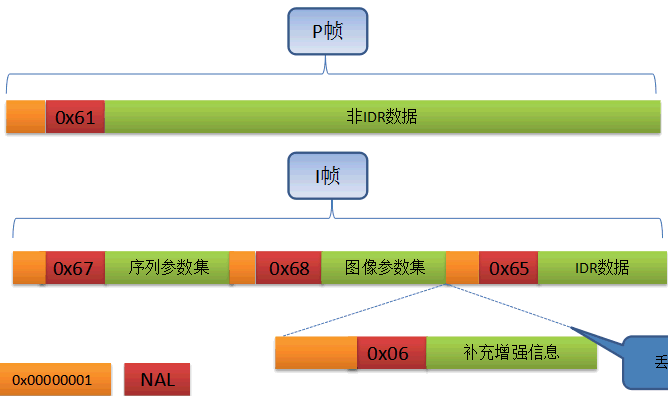 P帧
0x61 非IDR数据
I帧
0x67 序列参数集 0x68 图像参数集 0x65 IDR数据
0x06 补充增强信息
丢
0x00000001 NAL